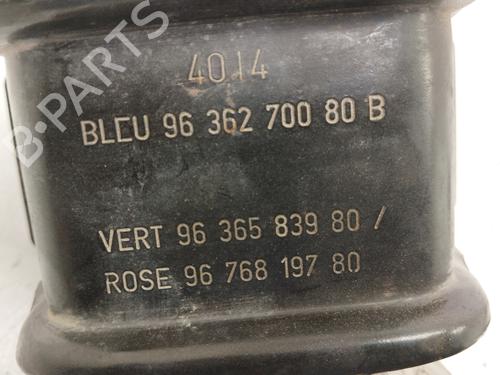 4014
BLEU 96 362 700 80 B
VERT 96 365 839 80 /
ROSE 96 768 197 80
B-PARTS